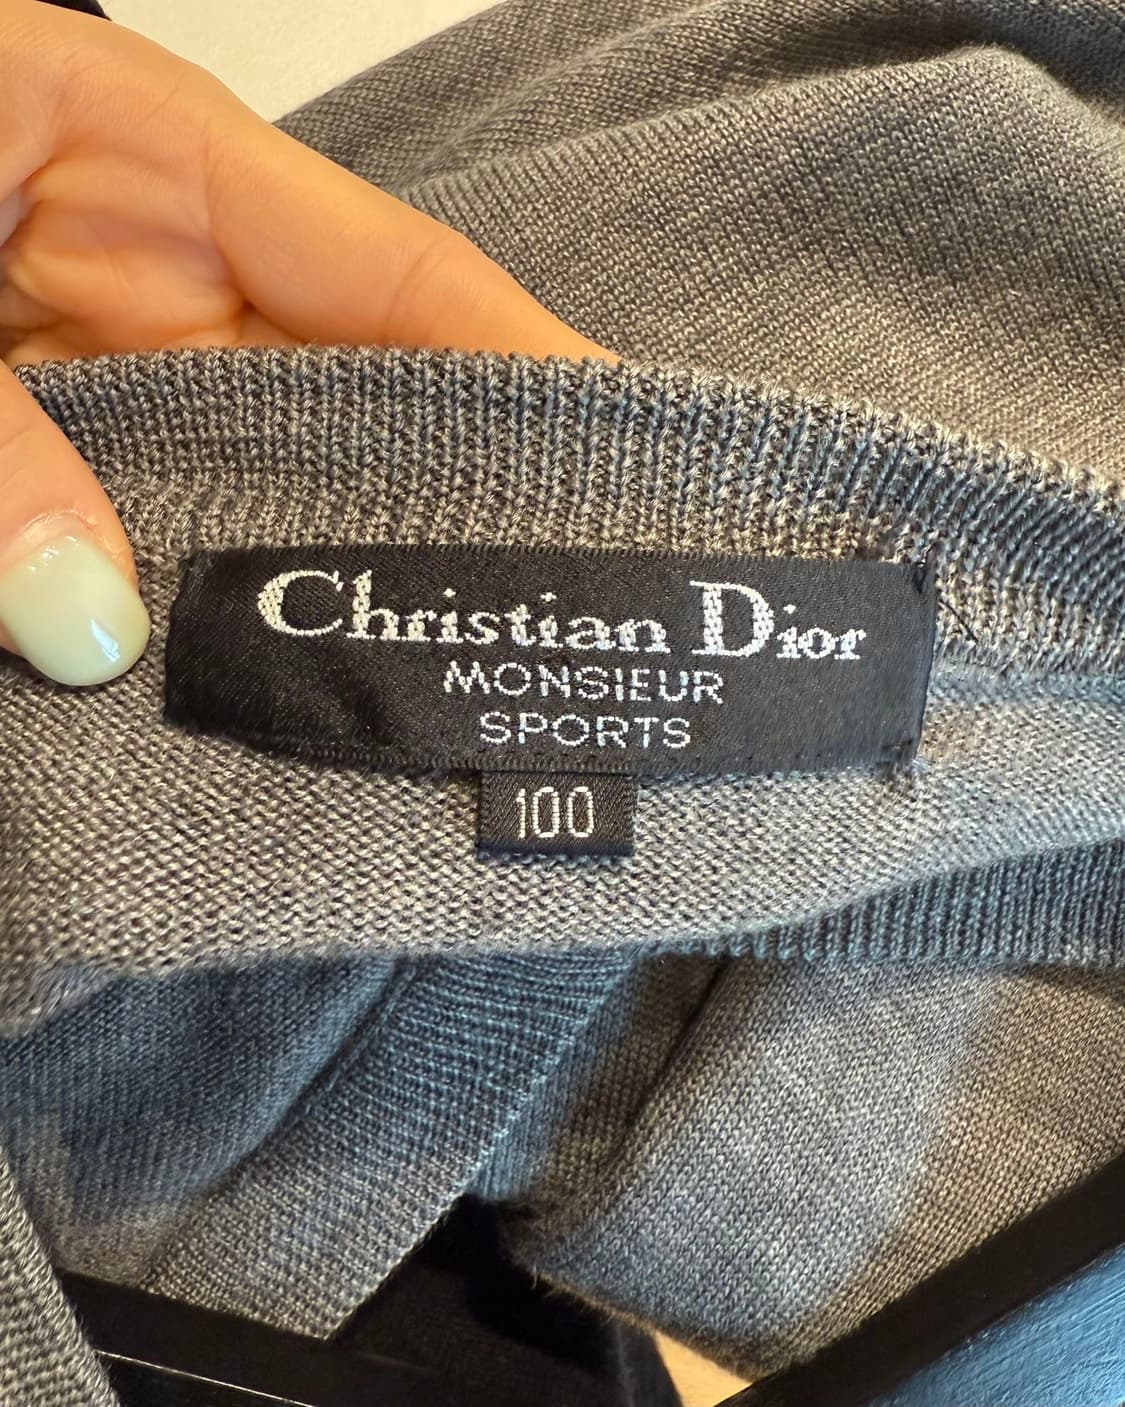 Christian Dior
MONSIEUR
SPORTS
100